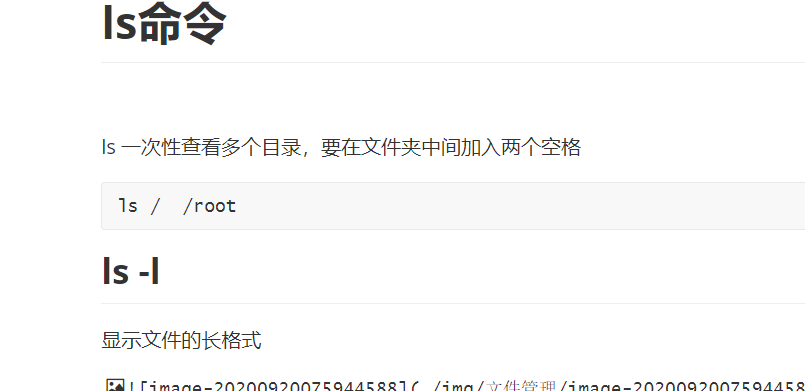 ls命令
ls 一次性查看多个目录，要在文件夹中间加入两个空格
ls /  /root
ls -l
显示文件的长格式
![image-20200920075944588](./img/文件管理/image-2020092007594458